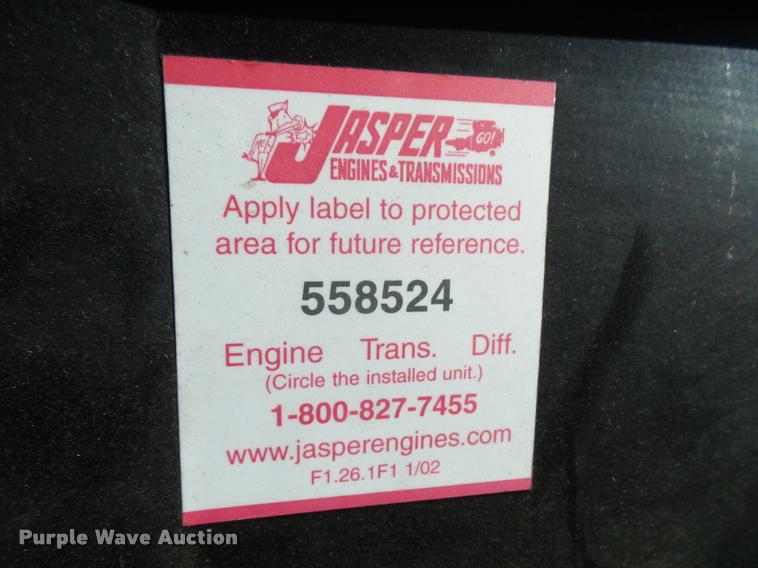 JASPER GO!
ENGINES & TRANSMISSIONS
Apply label to protected
area for future reference.
558524
Engine Trans. Diff.
(Circle the installed unit.)
1-800-827-7455
www.jasperengines.com
F1.26.1F1 1/02
Purple Wave Auction